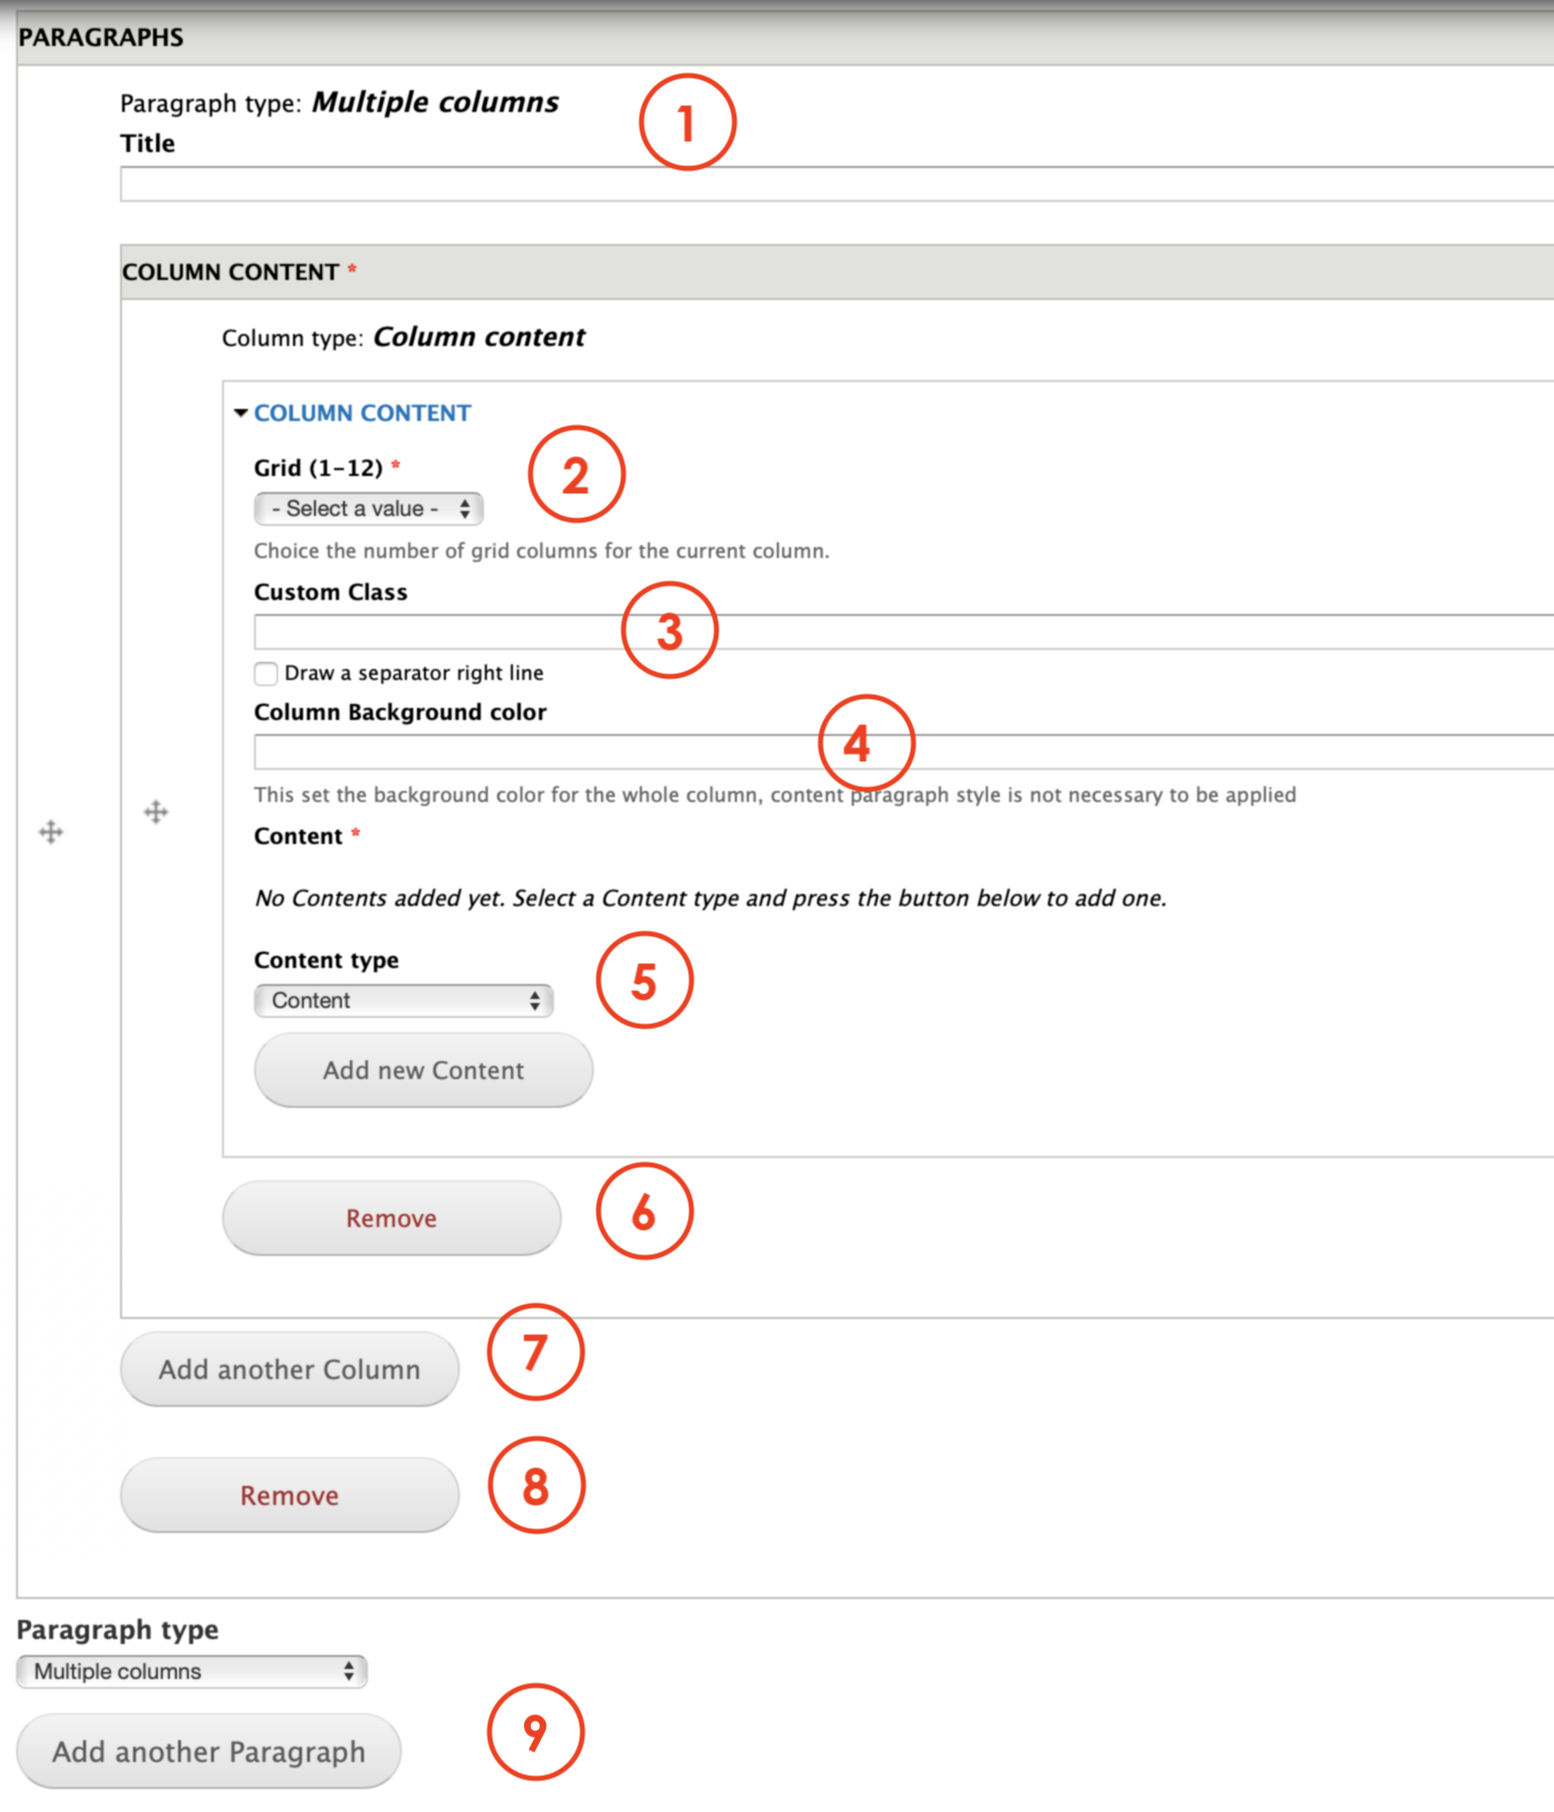 PARAGRAPHS
Paragraph type: Multiple columns
1
Title
COLUMN CONTENT *
Column type: Column content
COLUMN CONTENT
Grid (1-12) *
2
- Select a value -
Choice the number of grid columns for the current column.
Custom Class
3
Draw a separator right line
Column Background color
4
This set the background color for the whole column, content paragraph style is not necessary to be applied
Content *
No Contents added yet. Select a Content type and press the button below to add one.
Content type
5
Content
Add new Content
Remove
6
Add another Column
7
Remove
8
Paragraph type
Multiple columns
Add another Paragraph
9